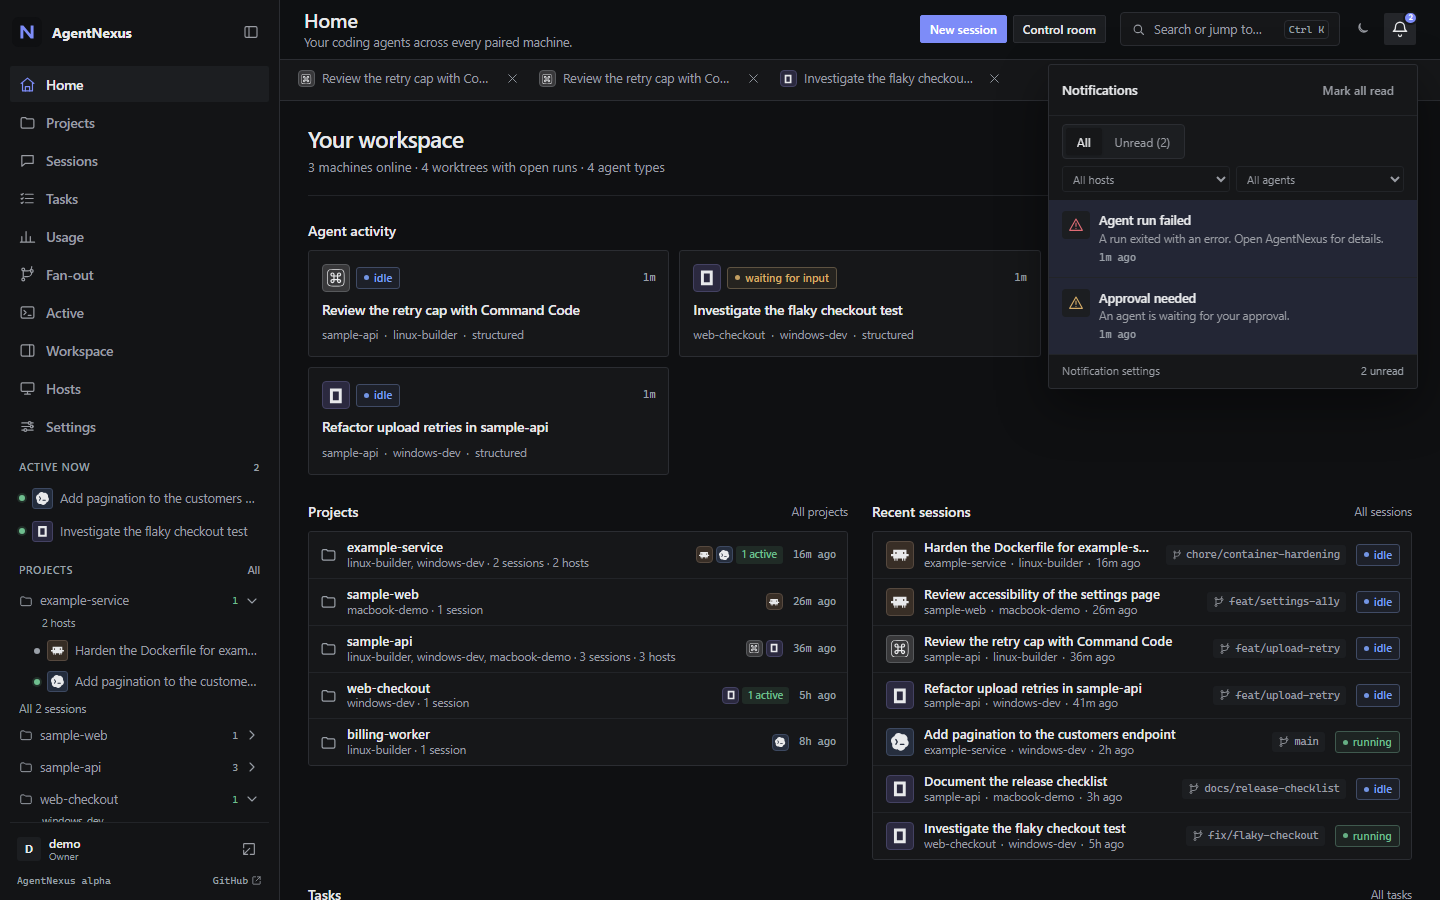 AgentNexus
Home
Projects
Sessions
Tasks
Usage
Fan-out
Active
Workspace
Hosts
Settings
ACTIVE NOW 2
Add pagination to the customers ...
Investigate the flaky checkout test
PROJECTS All
example-service 1
2 hosts
Harden the Dockerfile for exam...
Add pagination to the custome...
All 2 sessions
sample-web 1
sample-api 3
web-checkout 1
windows-dev
D
demo
Owner
AgentNexus alpha GitHub
Home
Your coding agents across every paired machine.
New session
Control room
Search or jump to... Ctrl K
2
Review the retry cap with Co...
Review the retry cap with Co...
Investigate the flaky checkou...
Your workspace
3 machines online · 4 worktrees with open runs · 4 agent types
Agent activity
idle 1m
Review the retry cap with Command Code
sample-api · linux-builder · structured
waiting for input 1m
Investigate the flaky checkout test
web-checkout · windows-dev · structured
idle 1m
Refactor upload retries in sample-api
sample-api · windows-dev · structured
Notifications Mark all read
All Unread (2)
All hosts All agents
Agent run failed
A run exited with an error. Open AgentNexus for details.
1m ago
Approval needed
An agent is waiting for your approval.
1m ago
Notification settings 2 unread
Projects All projects
example-service
linux-builder, windows-dev · 2 sessions · 2 hosts
1 active 16m ago
sample-web
macbook-demo · 1 session
26m ago
sample-api
linux-builder, windows-dev, macbook-demo · 3 sessions · 3 hosts
36m ago
web-checkout
windows-dev · 1 session
1 active 5h ago
billing-worker
linux-builder · 1 session
8h ago
Recent sessions All sessions
Harden the Dockerfile for example-s...
example-service · linux-builder · 16m ago
chore/container-hardening idle
Review accessibility of the settings page
sample-web · macbook-demo · 26m ago
feat/settings-a11y idle
Review the retry cap with Command Code
sample-api · linux-builder · 36m ago
feat/upload-retry idle
Refactor upload retries in sample-api
sample-api · windows-dev · 41m ago
feat/upload-retry idle
Add pagination to the customers endpoint
example-service · windows-dev · 2h ago
main running
Document the release checklist
sample-api · macbook-demo · 3h ago
docs/release-checklist idle
Investigate the flaky checkout test
web-checkout · windows-dev · 5h ago
fix/flaky-checkout running
Tasks All tasks